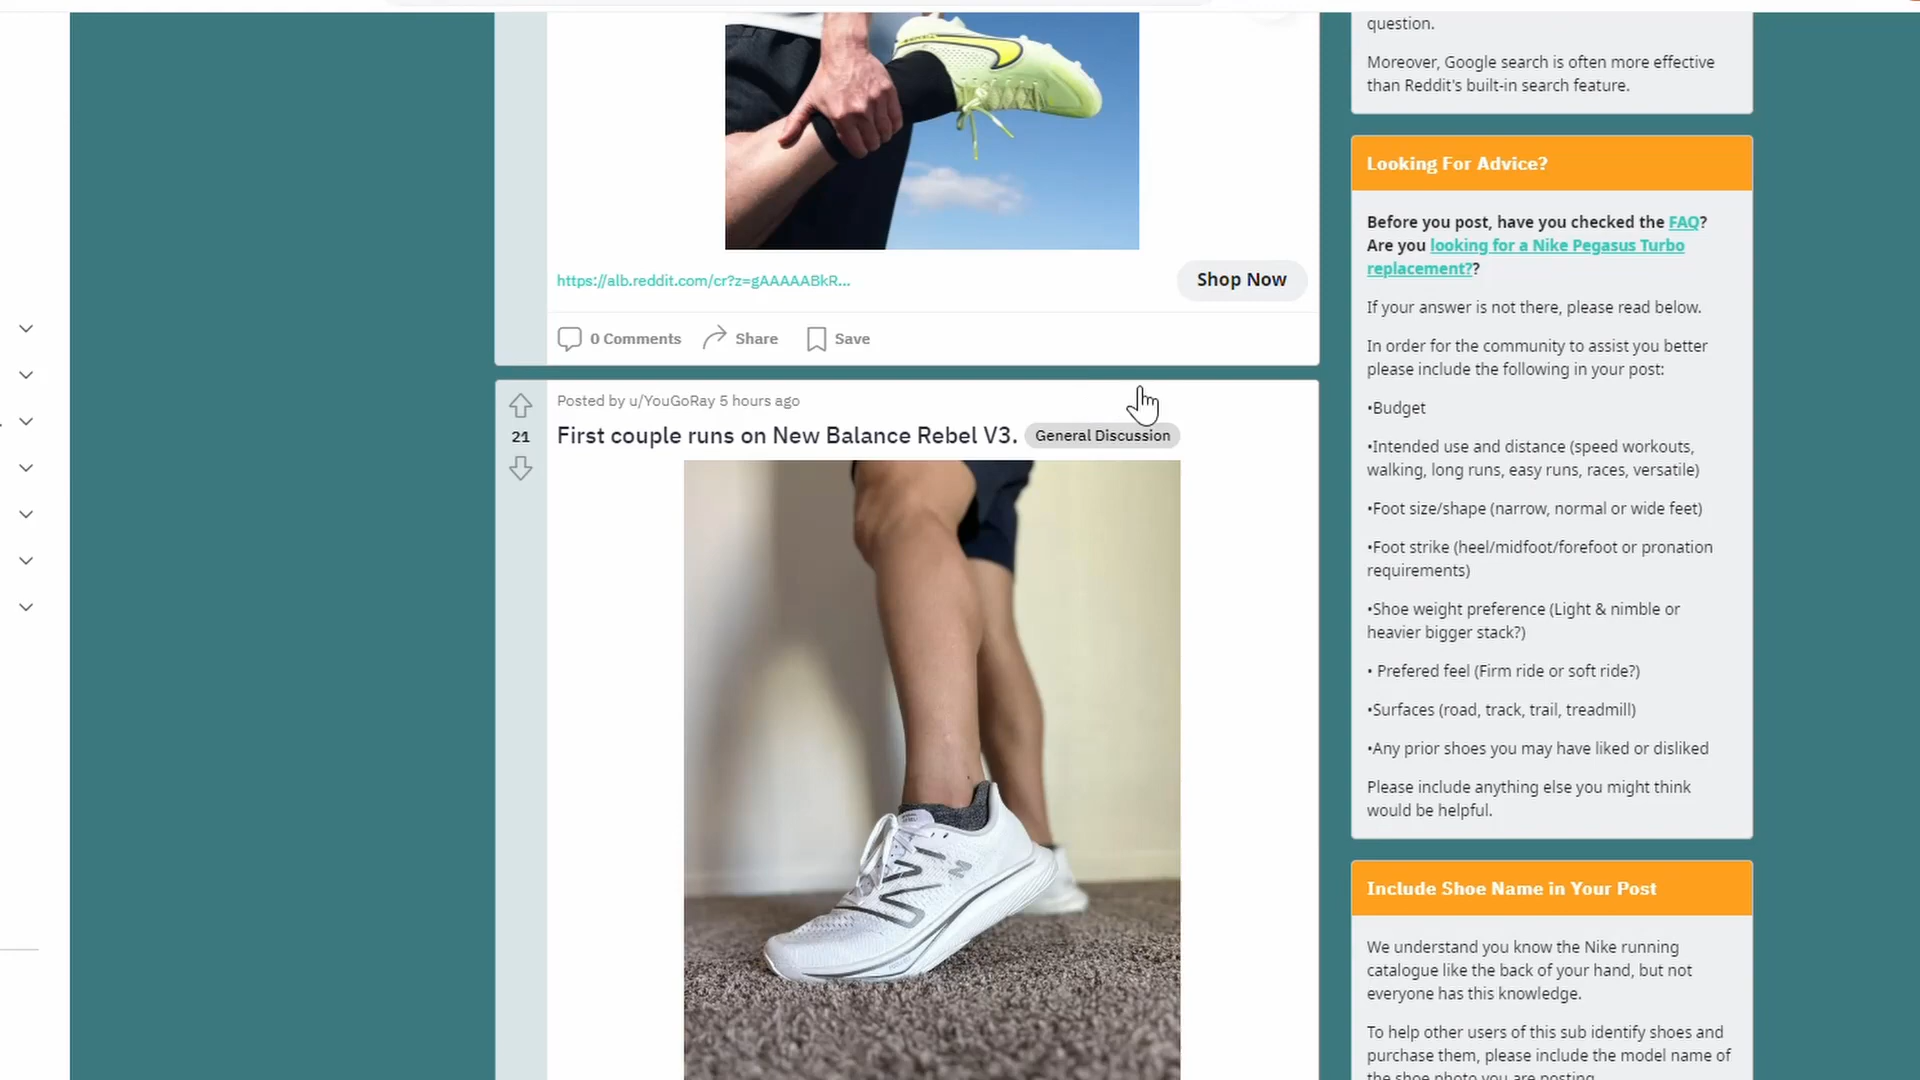 https://alb.reddit.com/cr?z=gAAAAABkR...
Shop Now
0 Comments
Share
Save
21
Posted by u/YouGoRay 5 hours ago
First couple runs on New Balance Rebel V3.
General Discussion
question.
Moreover, Google search is often more effective
than Reddit's built-in search feature.
Looking For Advice?
Before you post, have you checked the FAQ?
Are you looking for a Nike Pegasus Turbo
replacement??
If your answer is not there, please read below.
In order for the community to assist you better
please include the following in your post:
•Budget
•Intended use and distance (speed workouts,
walking, long runs, easy runs, races, versatile)
•Foot size/shape (narrow, normal or wide feet)
•Foot strike (heel/midfoot/forefoot or pronation
requirements)
•Shoe weight preference (Light & nimble or
heavier bigger stack?)
• Prefered feel (Firm ride or soft ride?)
•Surfaces (road, track, trail, treadmill)
•Any prior shoes you may have liked or disliked
Please include anything else you might think
would be helpful.
Include Shoe Name in Your Post
We understand you know the Nike running
catalogue like the back of your hand, but not
everyone has this knowledge.
To help other users of this sub identify shoes and
purchase them, please include the model name of
the shoe photo you are posting